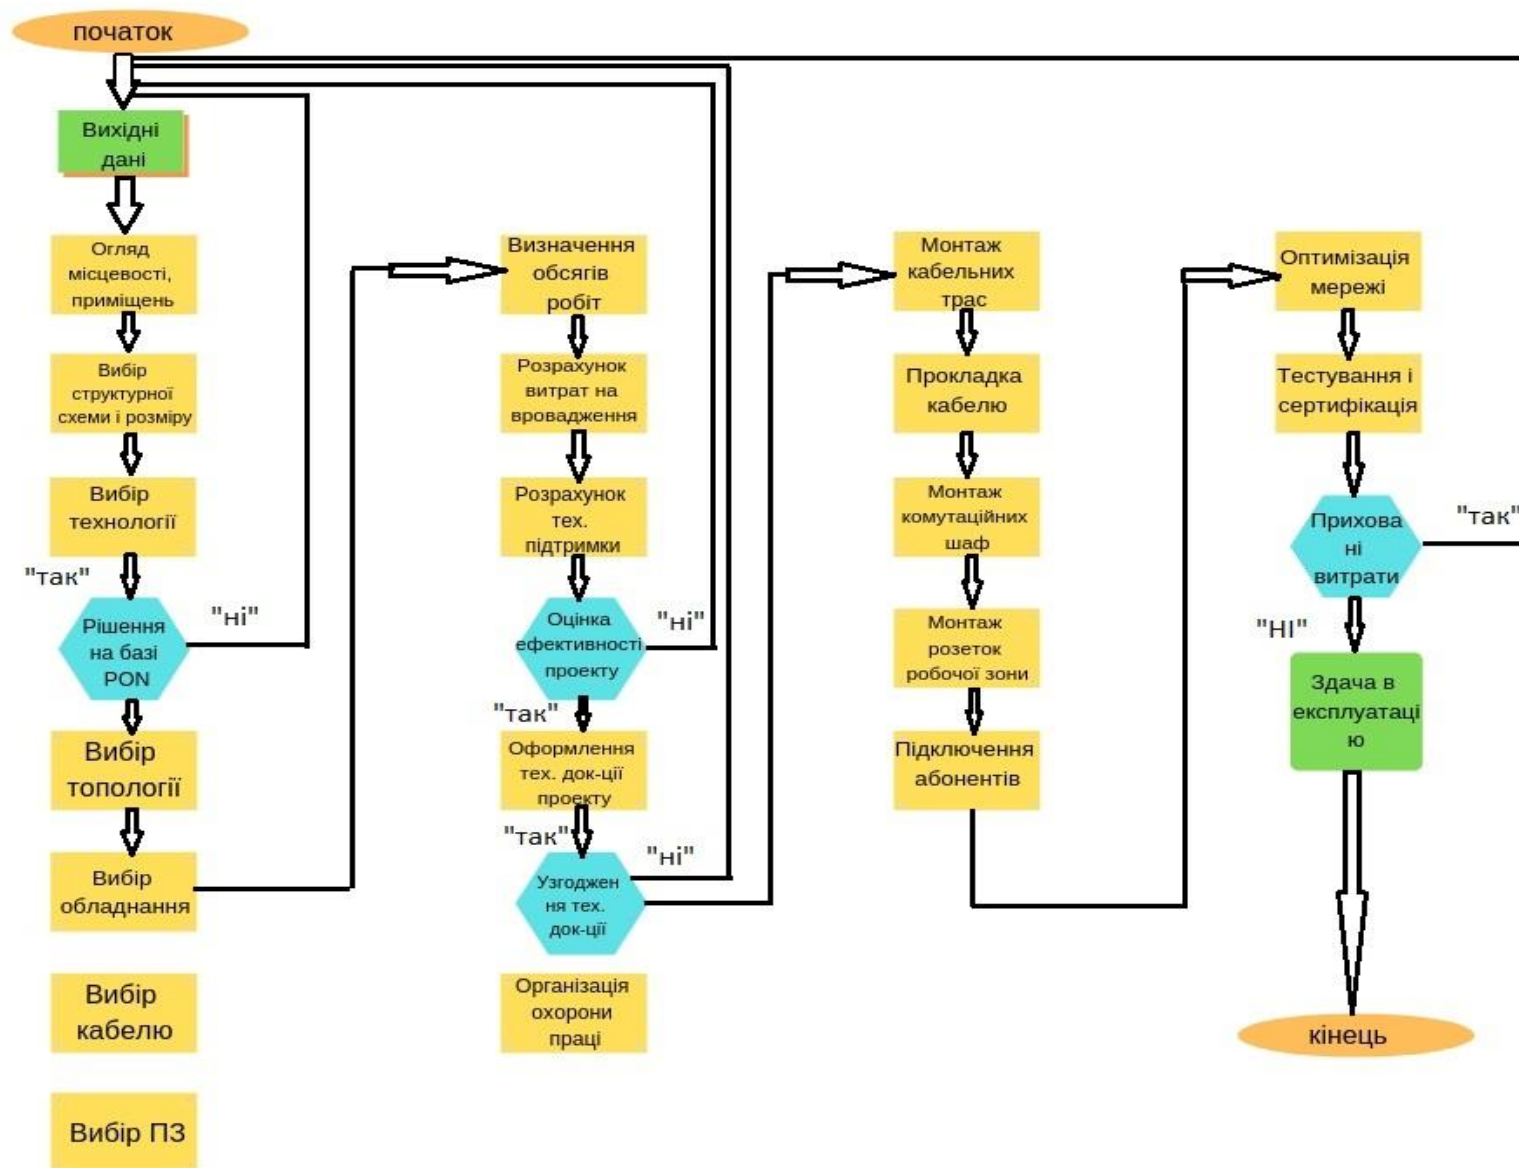 початок
Вихідні
дані
Огляд
місцевості,
приміщень
Вибір
структурної
схеми і розміру
Вибір
технології
"так"
Рішення
на базі
PON
"ні"
Вибір
топології
Вибір
обладнання
Вибір
кабелю
Вибір ПЗ
Визначення
обсягів
робіт
Розрахунок
витрат на
вровадження
Розрахунок
тех.
підтримки
Оцінка
ефективності
проекту
"ні"
"так"
Оформлення
тех. док-ції
проекту
"так"
"ні"
Узгоджен
ня тех.
док-ції
Організація
охорони
праці
Монтаж
кабельних
трас
Прокладка
кабелю
Монтаж
комутаційних
шаф
Монтаж
розеток
робочої зони
Підключення
абонентів
Оптимізація
мережі
Тестування і
сертифікація
Прихова
ні
витрати
"так"
"НІ"
Здача в
експлуатаці
ю
кінець